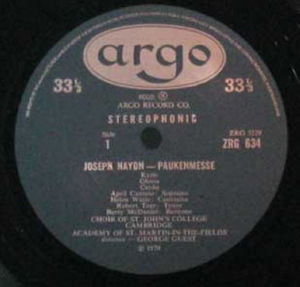 argo
33⅓ 33⅓
ARGO RECORD CO.
STEREOPHONIC
Side
1
ZRG 634
JOSEPH HAYDN — PAUKENMESSE
Kyrie
Gloria
Credo
April Cantelo: Soprano
Helen Watts: Contralto
Robert Tear: Tenor
Barry McDaniel: Baritone
CHOIR OF ST. JOHN'S COLLEGE
CAMBRIDGE
ACADEMY OF ST. MARTIN-IN-THE-FIELDS
GEORGE GUEST
℗ 1970